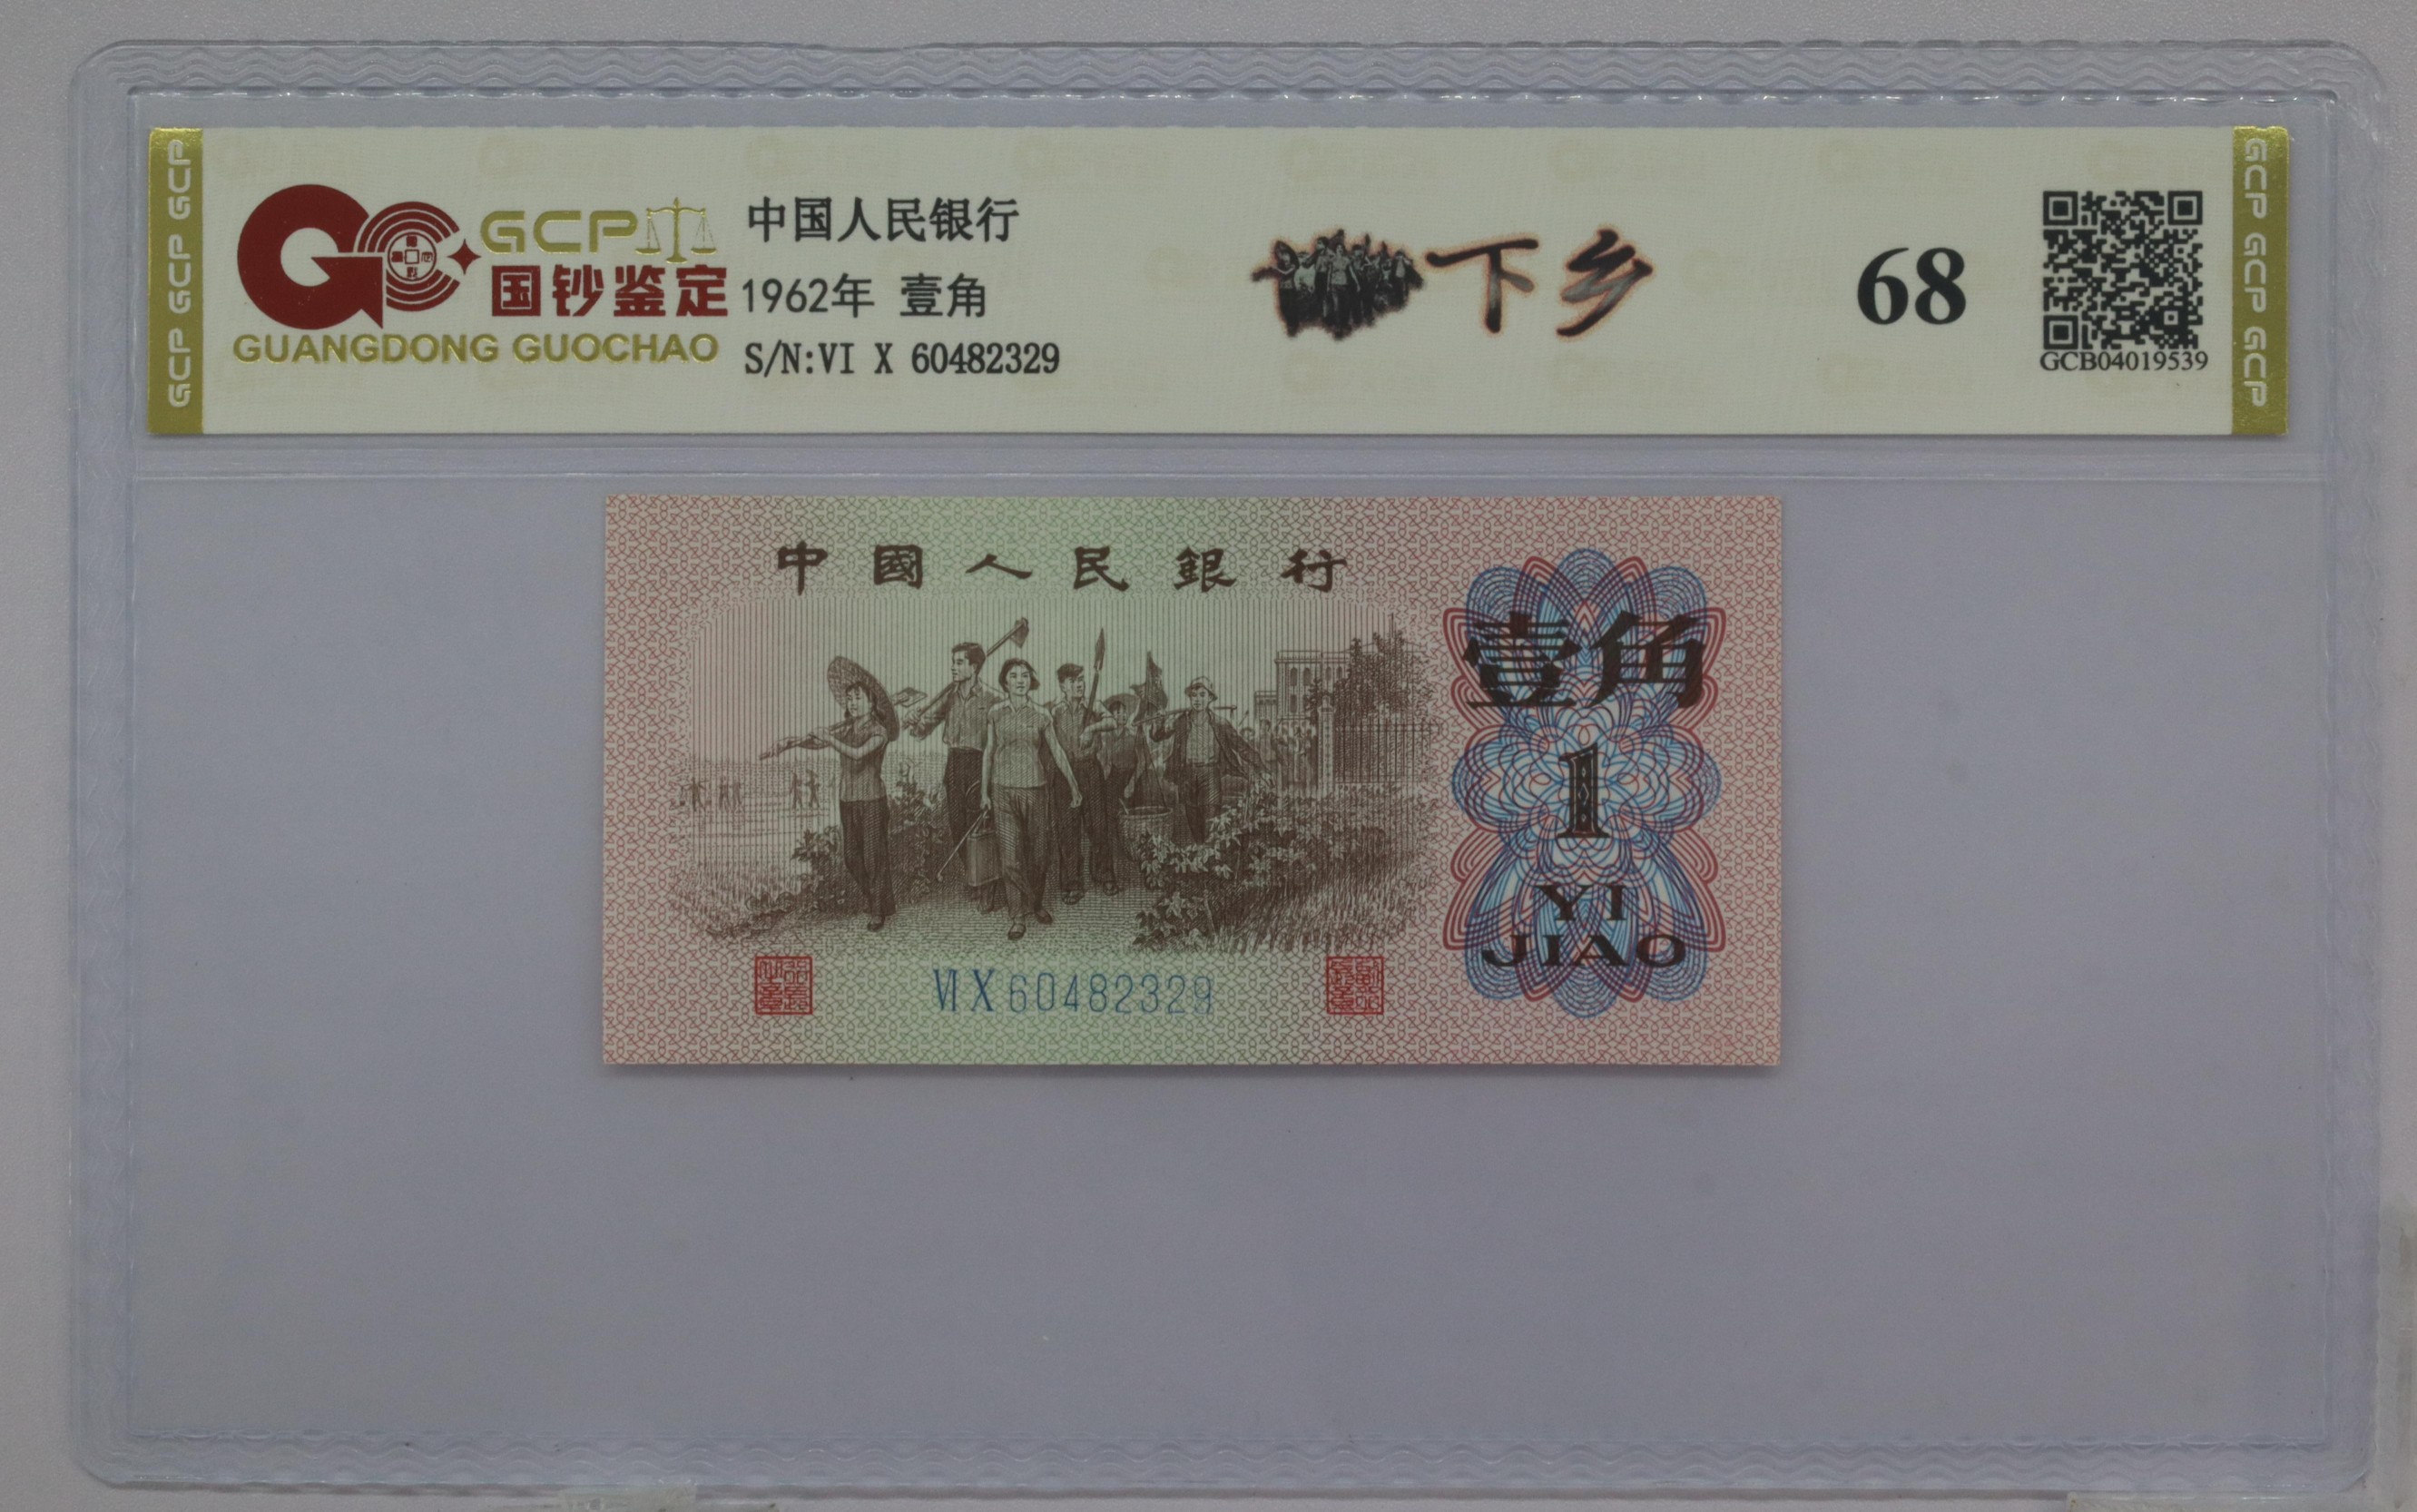 GCP GCP GCP
GCP
国钞鉴定
GUANGDONG GUOCHAO
中国人民银行
1962年 壹角
S/N:VI X 60482329
下乡
68
GCB04019539
GCP GCP GCP
中國人民銀行
壹角
1
YI
JIAO
VI X 60482329